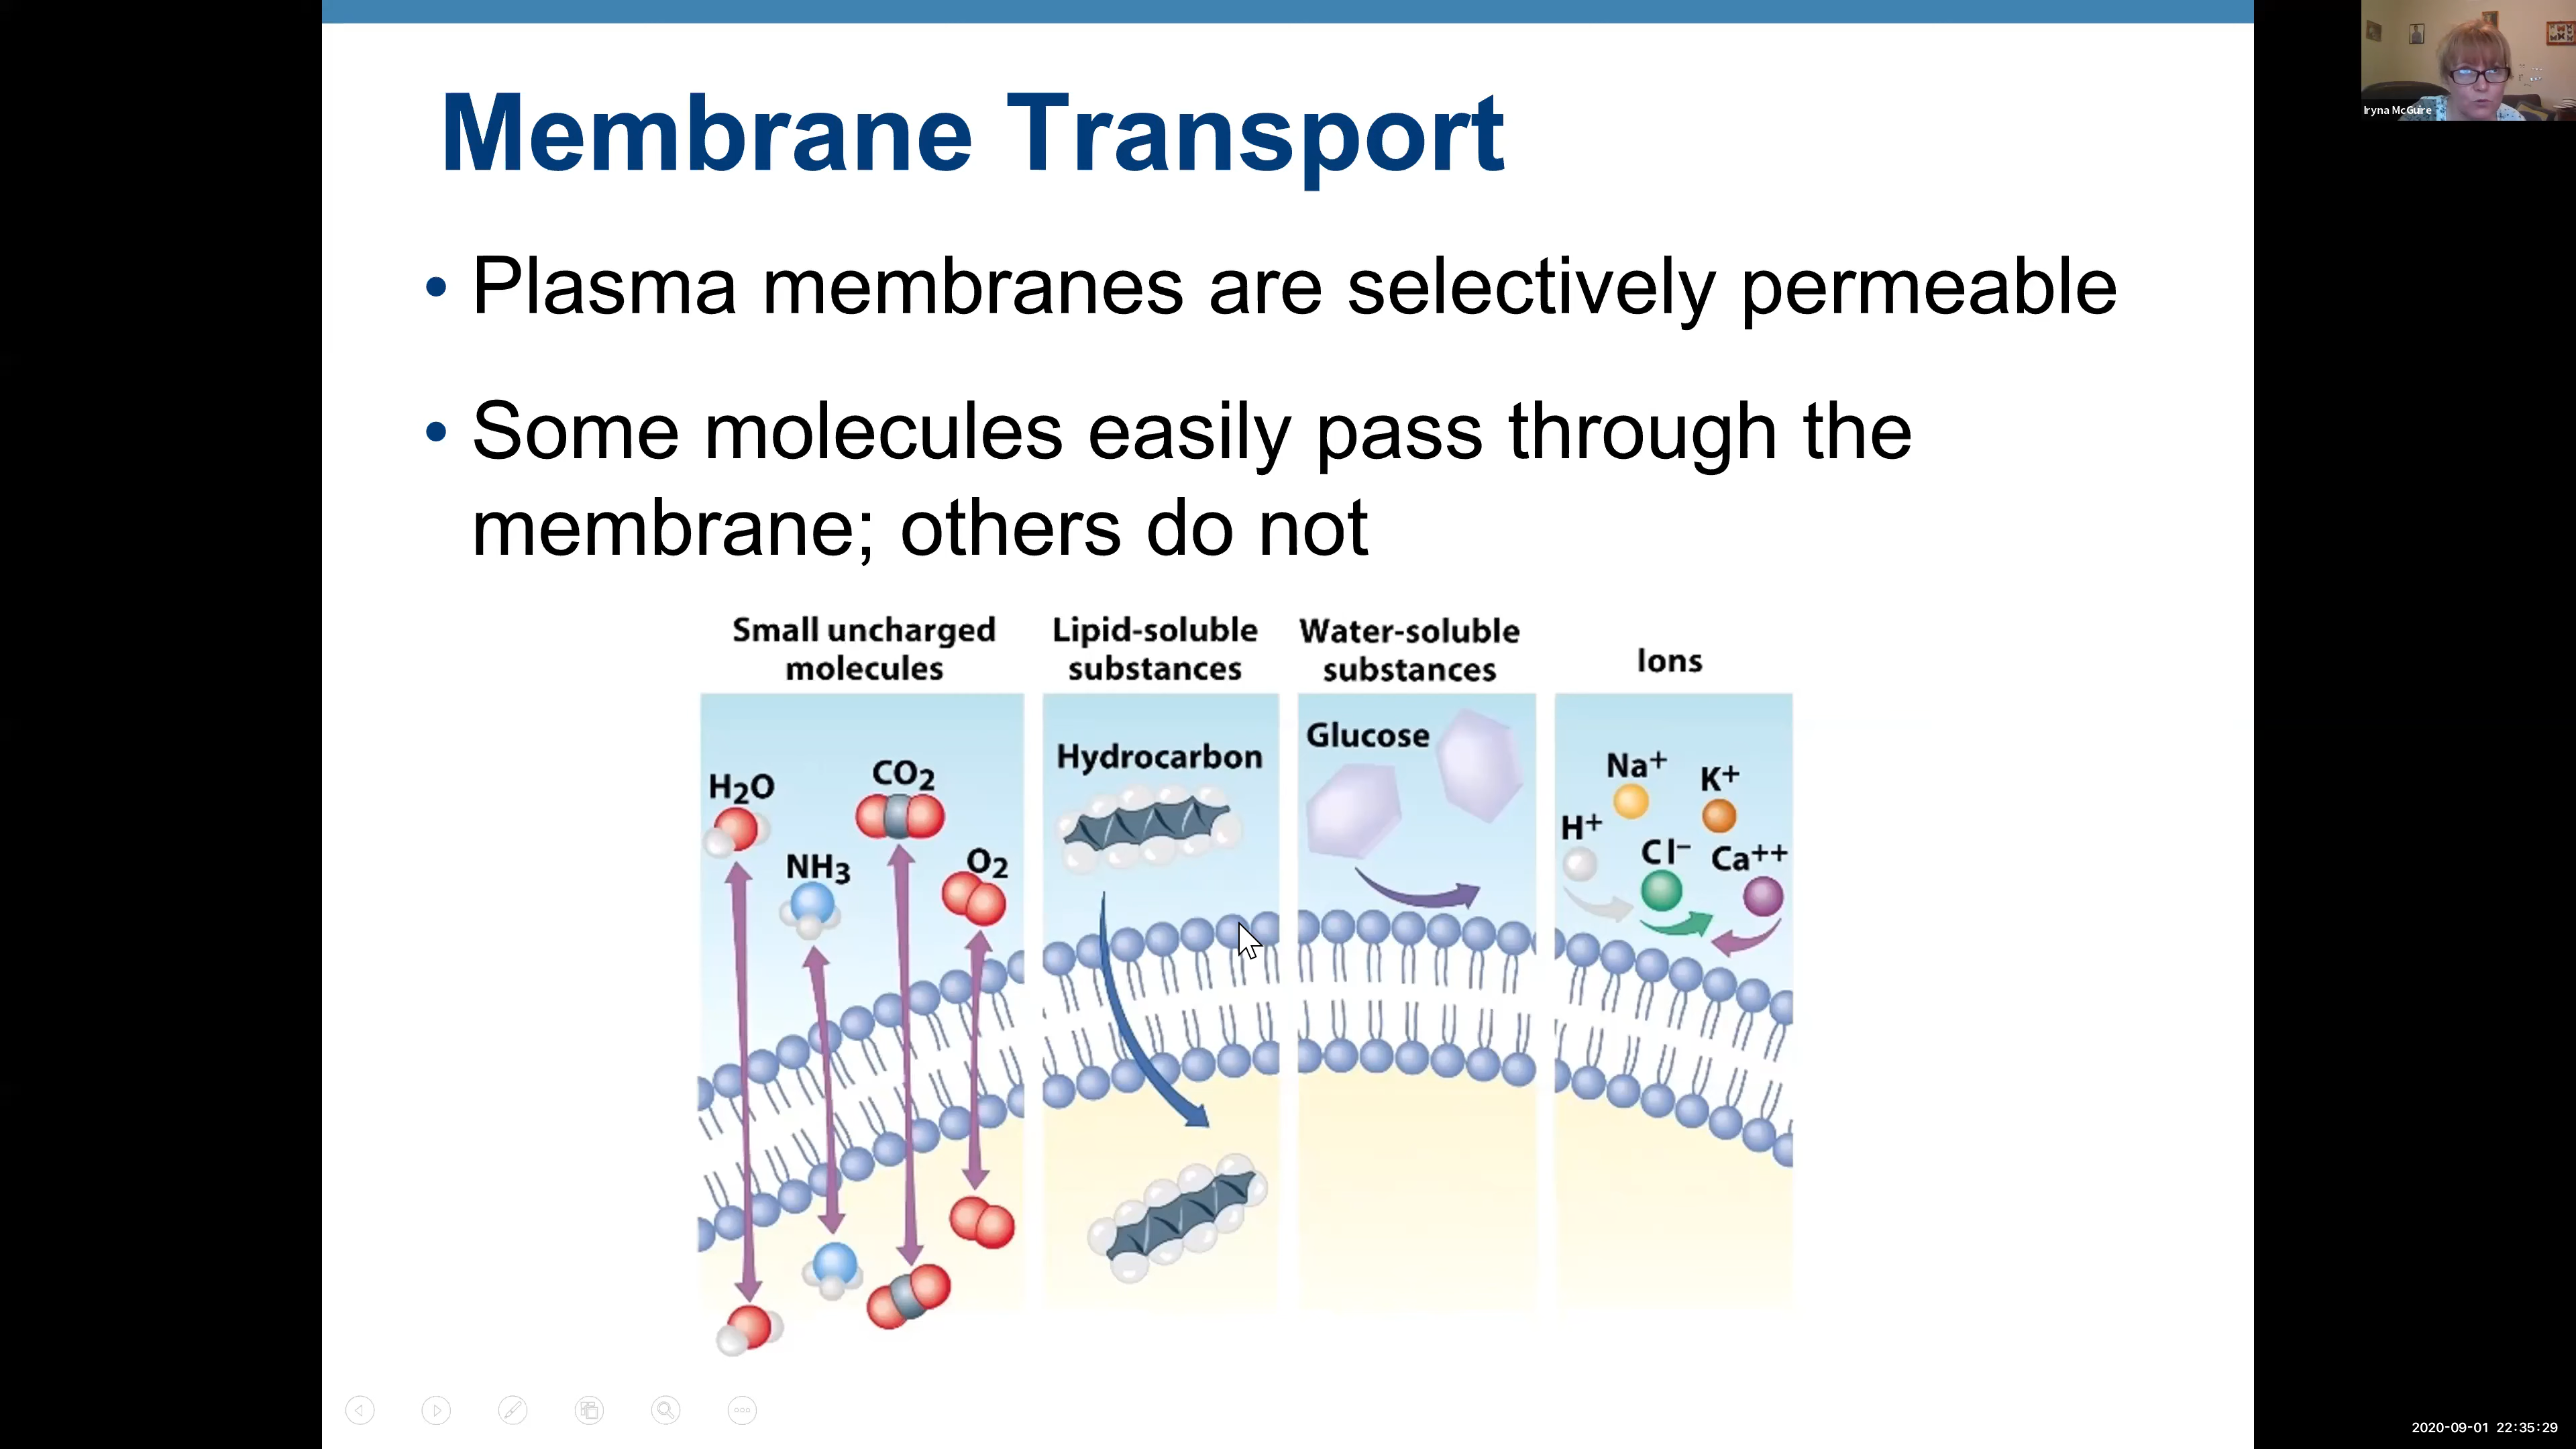 Membrane Transport
Iryna McGuire
• Plasma membranes are selectively permeable
• Some molecules easily pass through the
membrane; others do not
Small uncharged
molecules
Lipid-soluble
substances
Water-soluble
substances
Ions
H2O
NH3
CO2
O2
Hydrocarbon
Glucose
Na+
K+
H+
Cl–
Ca++
2020-09-01 22:35:29